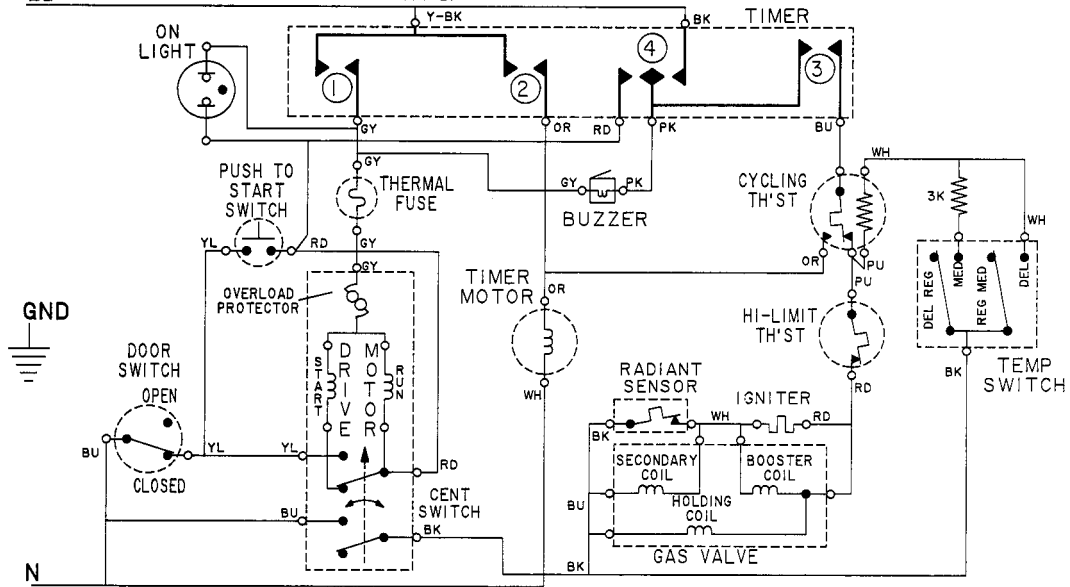 Y-BK
BK
TIMER
ON
LIGHT
1
2
4
3
GY
OR
RD
PK
BU
GY
WH
PUSH TO
START
SWITCH
THERMAL
FUSE
GY
PK
BUZZER
CYCLING
TH'ST
3K
WH
YL
RD
GY
OR
PU
PU
GY
DEL REG
MED
REG MED
DEL
GND
OVERLOAD
PROTECTOR
TIMER
MOTOR
OR
HI-LIMIT
TH'ST
TEMP
SWITCH
DOOR
SWITCH
OPEN
START
DRIVE
MOTOR
RUN
WH
RADIANT
SENSOR
IGNITER
RD
BK
BK
WH
RD
BU
YL
YL
RD
CLOSED
SECONDARY
COIL
BOOSTER
COIL
CENT
SWITCH
BU
BU
HOLDING
COIL
BK
GAS VALVE
BK
N